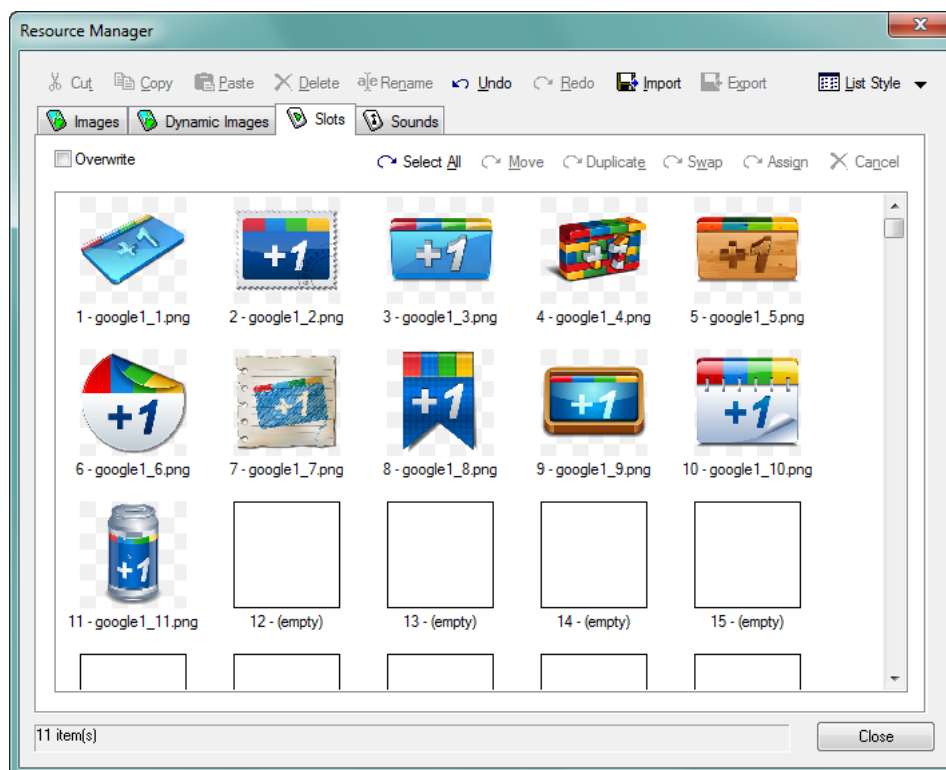 Resource Manager
Cut Copy Paste Delete Rename Undo Redo Import Export List Style
Images Dynamic Images Slots Sounds
Overwrite Select All Move Duplicate Swap Assign Cancel
+1 +1 +1 +1 +1
1 - google1_1.png 2 - google1_2.png 3 - google1_3.png 4 - google1_4.png 5 - google1_5.png
+1 +1 +1 +1 +1
6 - google1_6.png 7 - google1_7.png 8 - google1_8.png 9 - google1_9.png 10 - google1_10.png
+1
11 - google1_11.png 12 - (empty) 13 - (empty) 14 - (empty) 15 - (empty)
11 item(s) Close